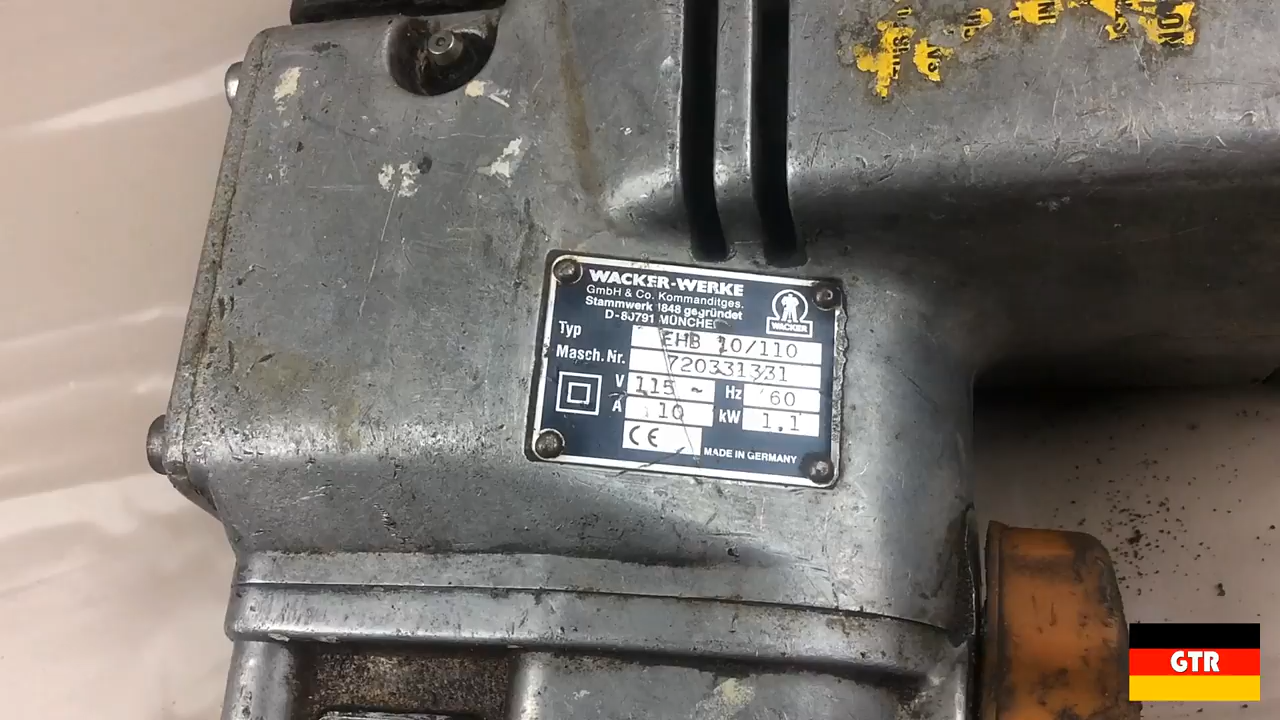 WACKER-WERKE
GmbH & Co. Kommanditges.
Stammwerk 1848 gegründet
D-80791 MÜNCHEN
WACKER
Typ EHB 10/110
Masch. Nr. 720331331
V 115 ~ Hz 60
A 10 kW 1.1
CE MADE IN GERMANY
GTR